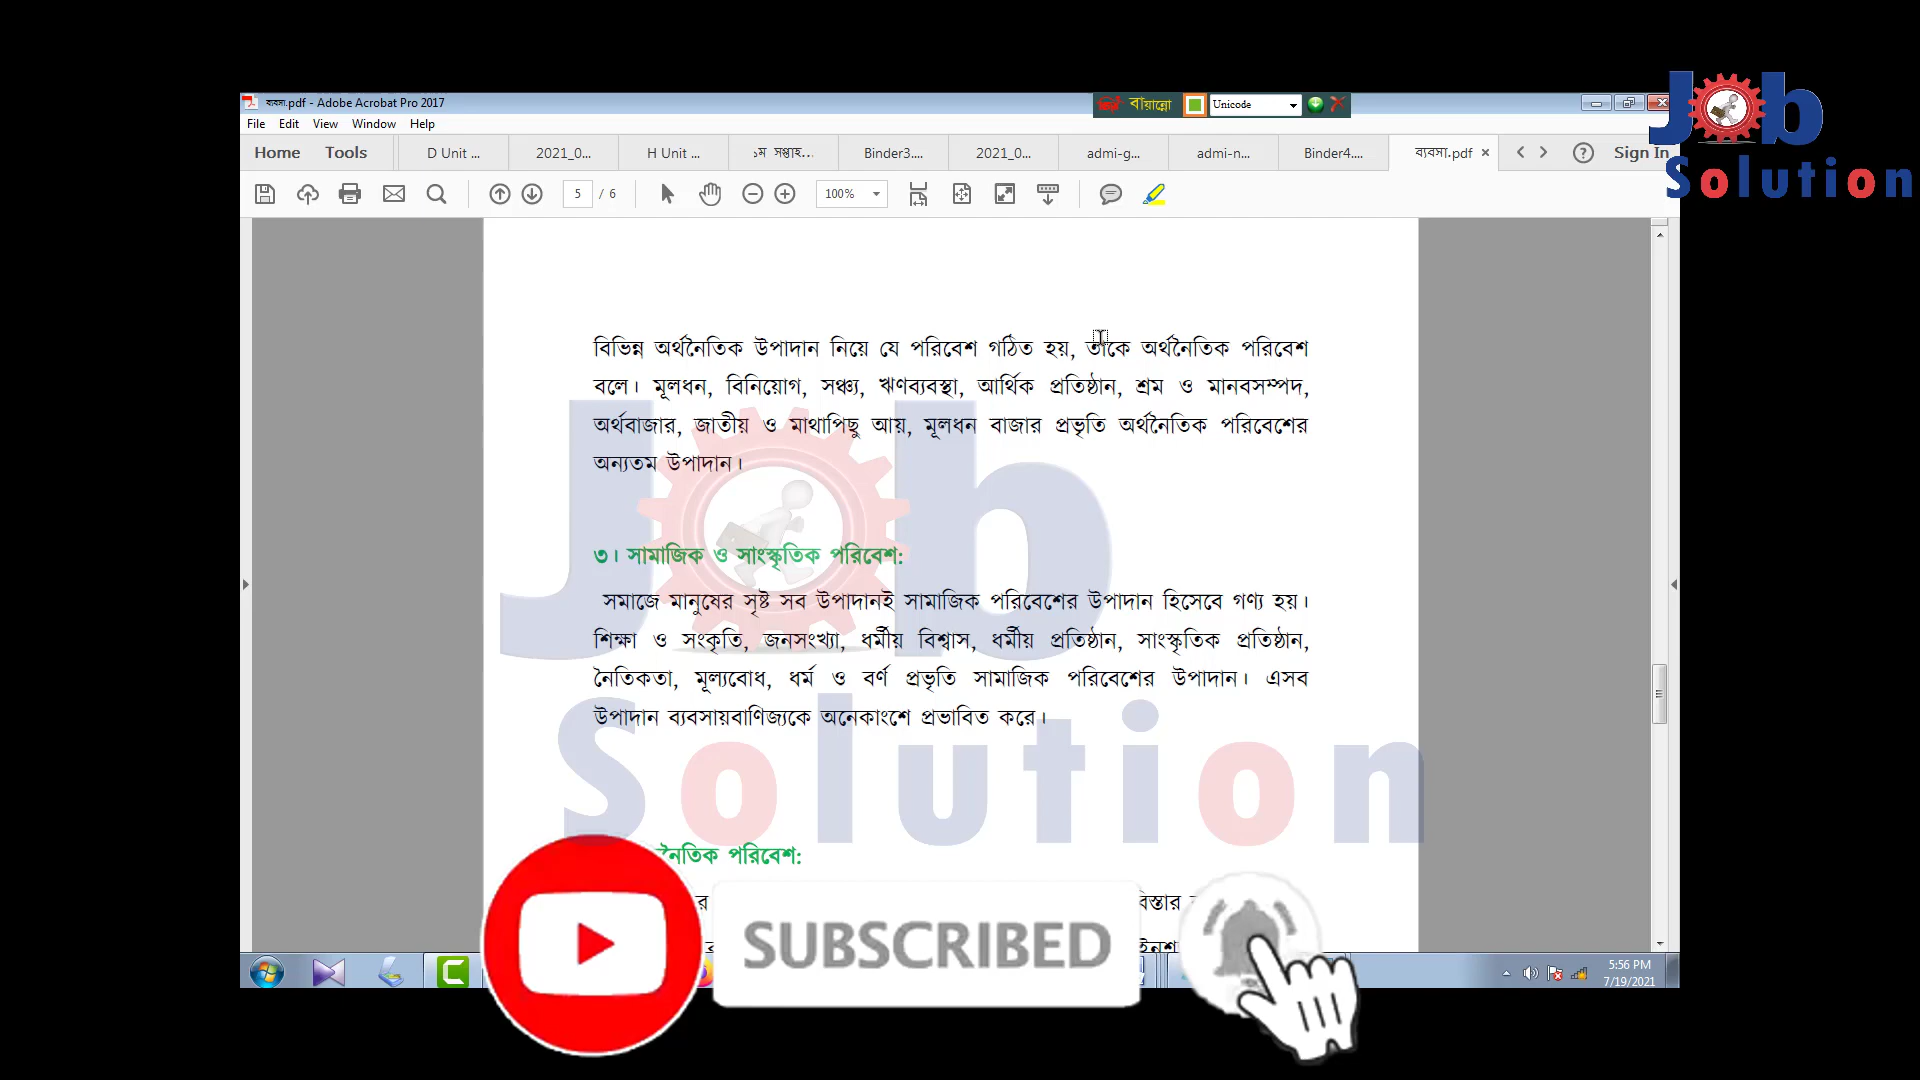 ব্যবসা.pdf - Adobe Acrobat Pro 2017
বায়ান্নো
Unicode
File Edit View Window Help
Home Tools D Unit ... 2021_0... H Unit ... ১ম সপ্তাহ... Binder3.... 2021_0... admi-g... admi-n... Binder4.... ব্যবসা.pdf × Sign In
5 / 6 100%
Job
Solution
বিভিন্ন অর্থনৈতিক উপাদান নিয়ে যে পরিবেশ গঠিত হয়, তাকে অর্থনৈতিক পরিবেশ
বলে। মূলধন, বিনিয়োগ, সঞ্চ্য, ঋণব্যবস্থা, আর্থিক প্রতিষ্ঠান, শ্রম ও মানবসম্পদ,
অর্থবাজার, জাতীয় ও মাথাপিছু আয়, মূলধন বাজার প্রভৃতি অর্থনৈতিক পরিবেশের
অন্যতম উপাদান।
৩। সামাজিক ও সাংস্কৃতিক পরিবেশ:
সমাজে মানুষের সৃষ্ট সব উপাদানই সামাজিক পরিবেশের উপাদান হিসেবে গণ্য হয়।
শিক্ষা ও সংকৃতি, জনসংখ্যা, ধর্মীয় বিশ্বাস, ধর্মীয় প্রতিষ্ঠান, সাংস্কৃতিক প্রতিষ্ঠান,
নৈতিকতা, মূল্যবোধ, ধর্ম ও বর্ণ প্রভৃতি সামাজিক পরিবেশের উপাদান। এসব
উপাদান ব্যবসায়বাণিজ্যকে অনেকাংশে প্রভাবিত করে।
Job
Solution
নৈতিক পরিবেশ:
বিস্তার
SUBSCRIBED
5:56 PM
7/19/2021